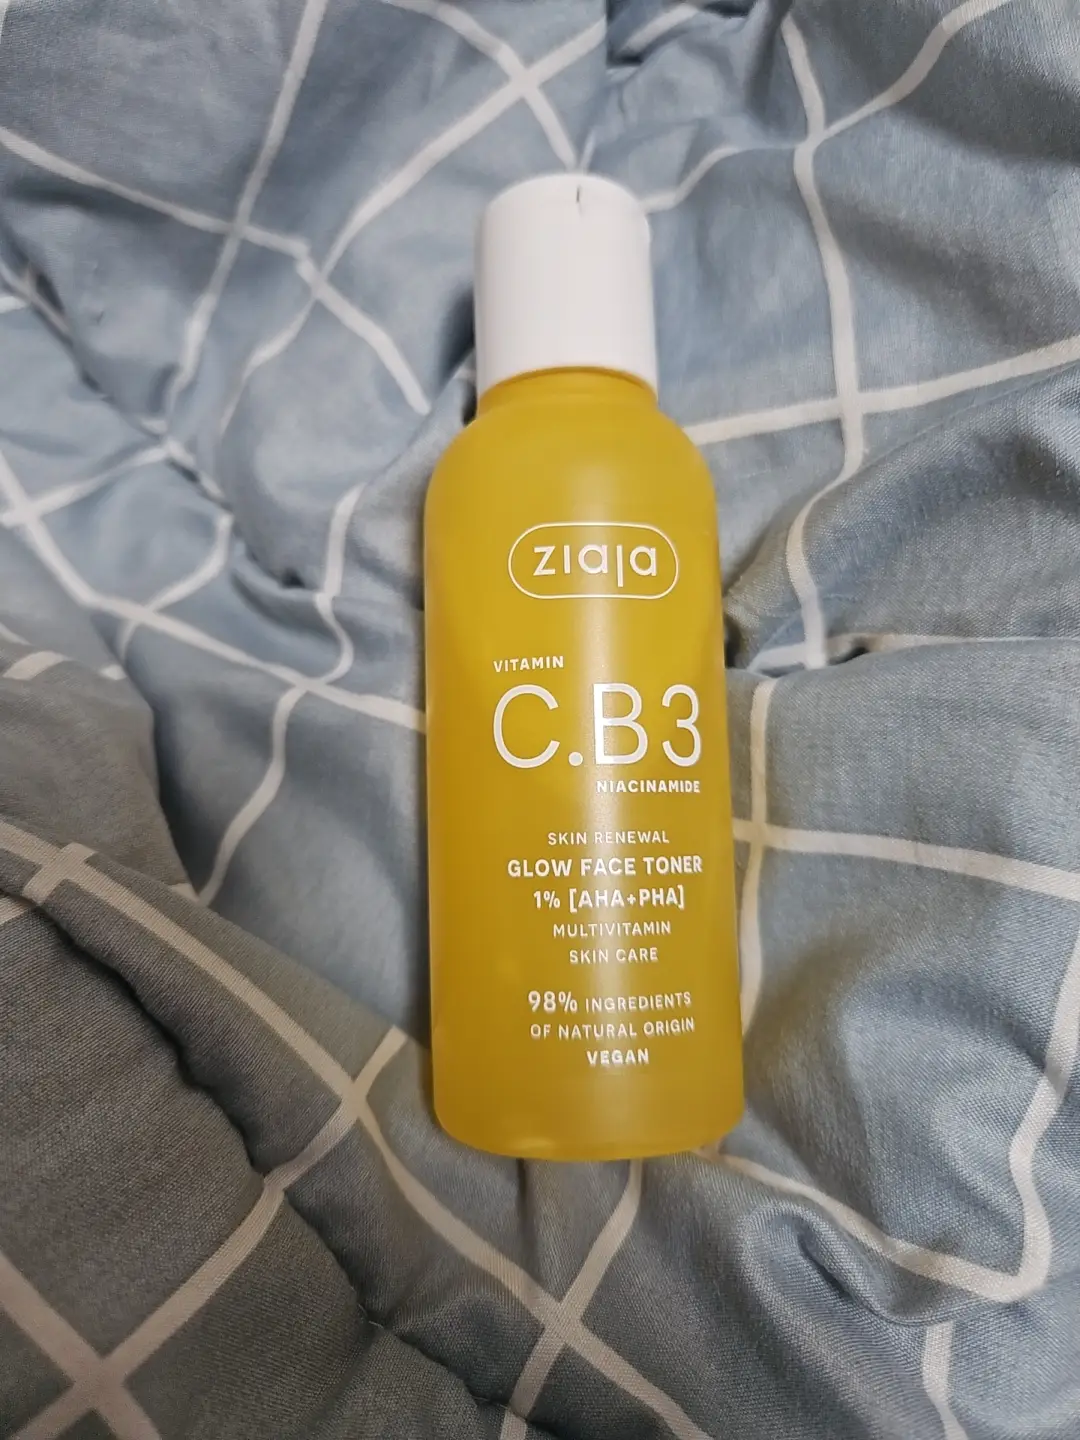 ziaja
VITAMIN
C.B3
NIACINAMIDE
SKIN RENEWAL
GLOW FACE TONER
1% [AHA+PHA]
MULTIVITAMIN
SKIN CARE
98% INGREDIENTS
OF NATURAL ORIGIN
VEGAN